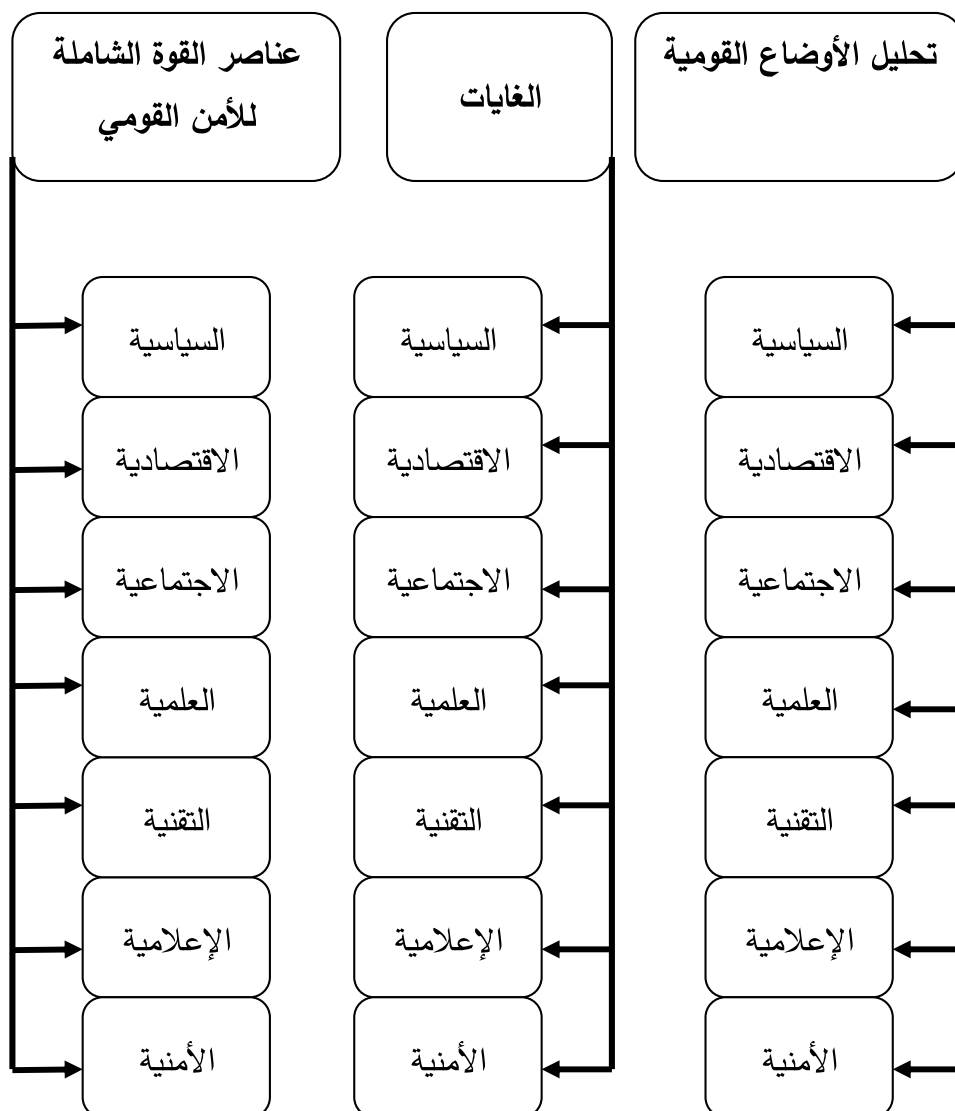 تحليل الأوضاع القومية
الغايات
عناصر القوة الشاملة
للأمن القومي
السياسية
السياسية
السياسية
الاقتصادية
الاقتصادية
الاقتصادية
الاجتماعية
الاجتماعية
الاجتماعية
العلمية
العلمية
العلمية
التقنية
التقنية
التقنية
الإعلامية
الإعلامية
الإعلامية
الأمنية
الأمنية
الأمنية